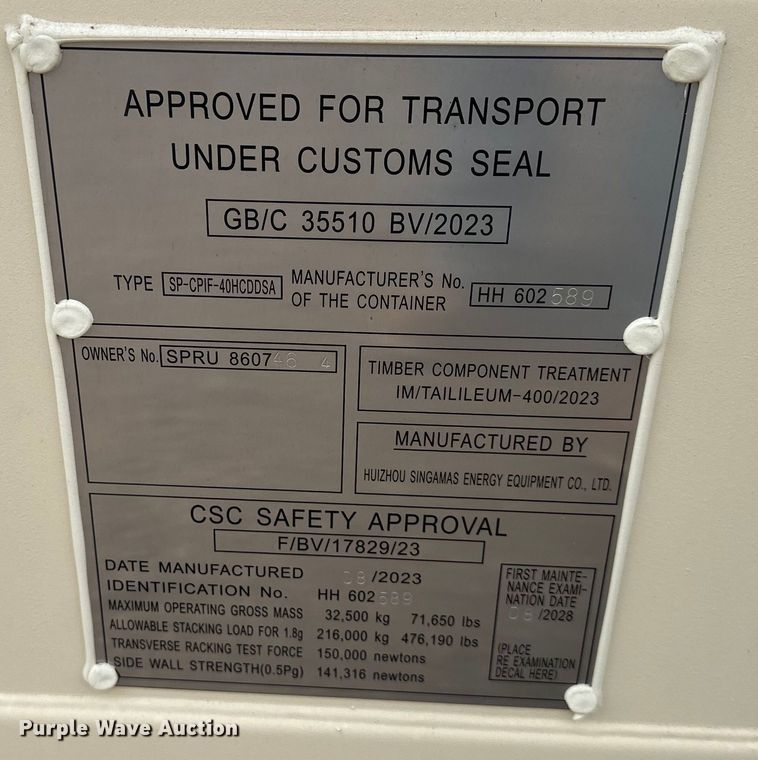 APPROVED FOR TRANSPORT
UNDER CUSTOMS SEAL
GB/C 35510 BV/2023
TYPE SP-CPIF-40HCDDSA
MANUFACTURER'S No.
OF THE CONTAINER
HH 602 589
OWNER'S No. SPRU 860746 4
TIMBER COMPONENT TREATMENT
IM/TAILILEUM-400/2023
MANUFACTURED BY
HUIZHOU SINGAMAS ENERGY EQUIPMENT CO., LTD.
CSC SAFETY APPROVAL
F/BV/17829/23
DATE MANUFACTURED 08/2023
IDENTIFICATION No. HH 602 589
MAXIMUM OPERATING GROSS MASS 32,500 kg 71,650 lbs
ALLOWABLE STACKING LOAD FOR 1.8g 216,000 kg 476,190 lbs
TRANSVERSE RACKING TEST FORCE 150,000 newtons
SIDE WALL STRENGTH(0.5Pg) 141,316 newtons
FIRST MAINTE-
NANCE EXAMI-
NATION DATE
08/2028
(PLACE
RE EXAMINATION
DECAL HERE)
Purple Wave Auction